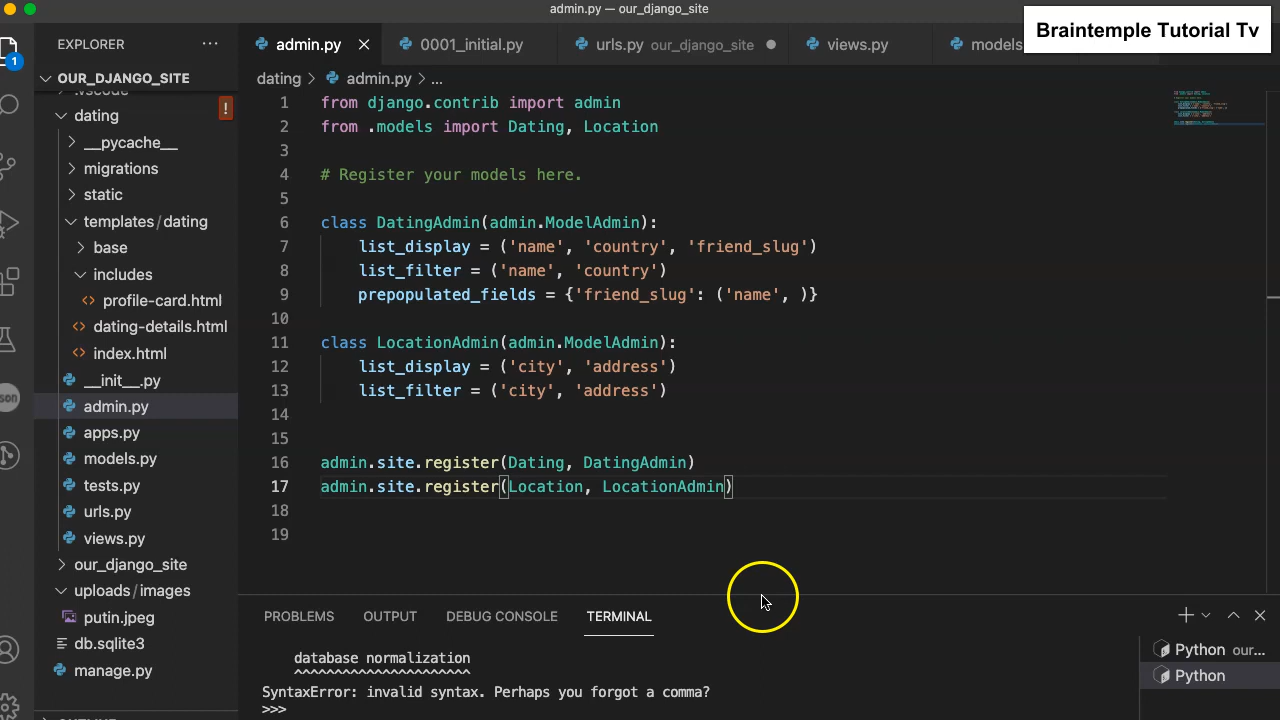 admin.py — our_django_site
Braintemple Tutorial Tv
EXPLORER
admin.py
0001_initial.py
urls.py our_django_site
views.py
models
OUR_DJANGO_SITE
dating > admin.py > ...
.vscode
dating
!
__pycache__
migrations
static
templates/dating
base
includes
profile-card.html
dating-details.html
index.html
__init__.py
admin.py
apps.py
models.py
tests.py
urls.py
views.py
our_django_site
uploads/images
putin.jpeg
db.sqlite3
manage.py
1
son
1 from django.contrib import admin
2 from .models import Dating, Location
3
4 # Register your models here.
5
6 class DatingAdmin(admin.ModelAdmin):
7 list_display = ('name', 'country', 'friend_slug')
8 list_filter = ('name', 'country')
9 prepopulated_fields = {'friend_slug': ('name', )}
10
11 class LocationAdmin(admin.ModelAdmin):
12 list_display = ('city', 'address')
13 list_filter = ('city', 'address')
14
15
16 admin.site.register(Dating, DatingAdmin)
17 admin.site.register(Location, LocationAdmin)
18
19
PROBLEMS OUTPUT DEBUG CONSOLE TERMINAL
database normalization
^^^^^^^^^^^^^^^^^^^^^^
SyntaxError: invalid syntax. Perhaps you forgot a comma?
>>>
Python our...
Python